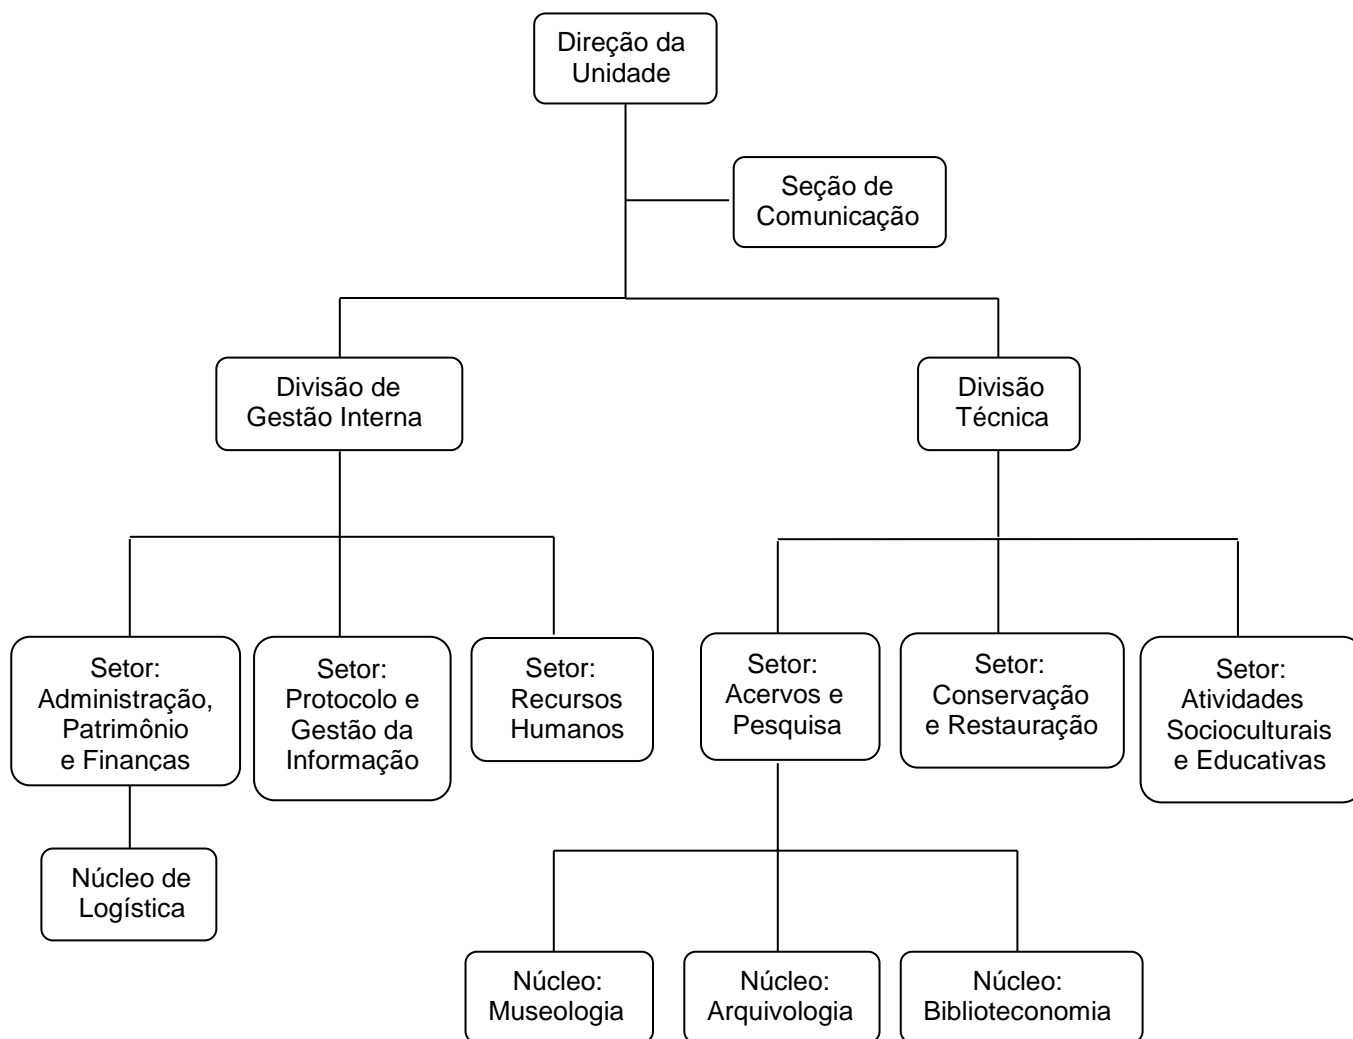 Direção da
Unidade
Seção de
Comunicação
Divisão de
Gestão Interna
Divisão
Técnica
Setor:
Administração,
Patrimônio
e Finanças
Setor:
Protocolo e
Gestão da
Informação
Setor:
Recursos
Humanos
Setor:
Acervos e
Pesquisa
Setor:
Conservação
e Restauração
Setor:
Atividades
Socioculturais
e Educativas
Núcleo de
Logística
Núcleo:
Museologia
Núcleo:
Arquivologia
Núcleo:
Biblioteconomia